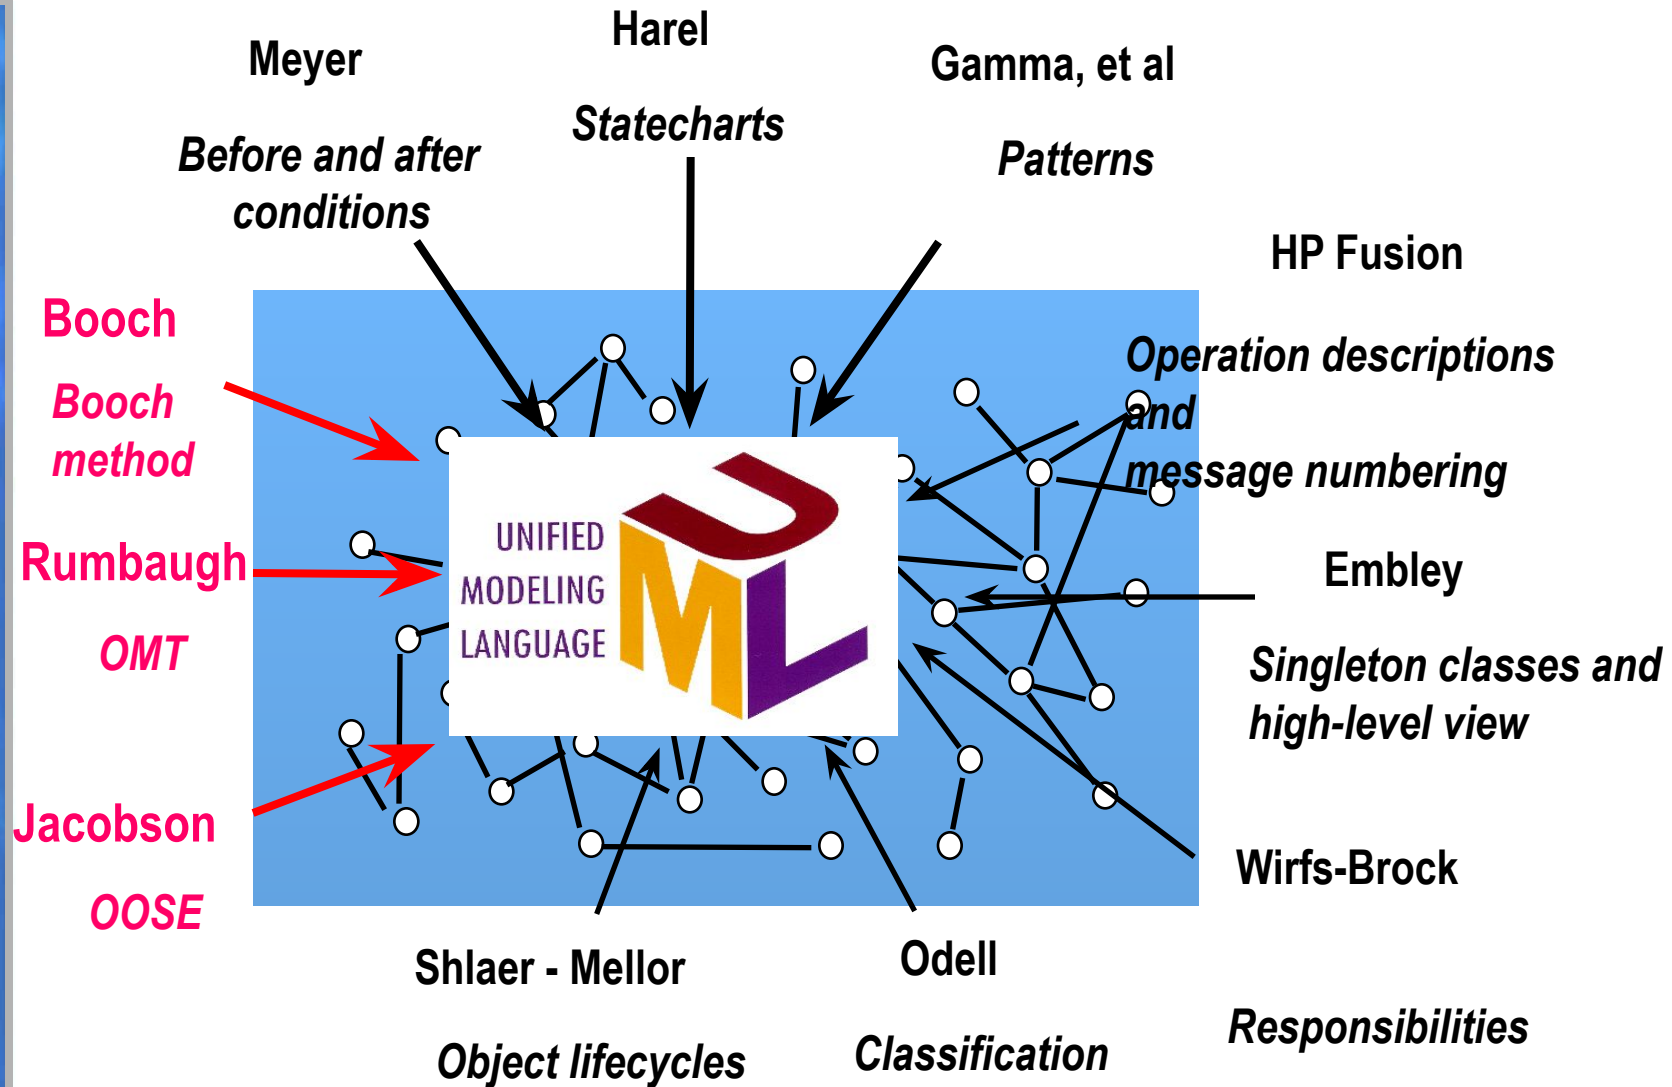 Harel
Meyer
Gamma, et al
Statecharts
Before and after
conditions
Patterns
HP Fusion
Booch
Operation descriptions
and
message numbering
Booch
method
UNIFIED
MODELING
LANGUAGE
UML
Rumbaugh
Embley
OMT
Singleton classes and
high-level view
Jacobson
Wirfs-Brock
OOSE
Shlaer - Mellor
Odell
Responsibilities
Object lifecycles
Classification